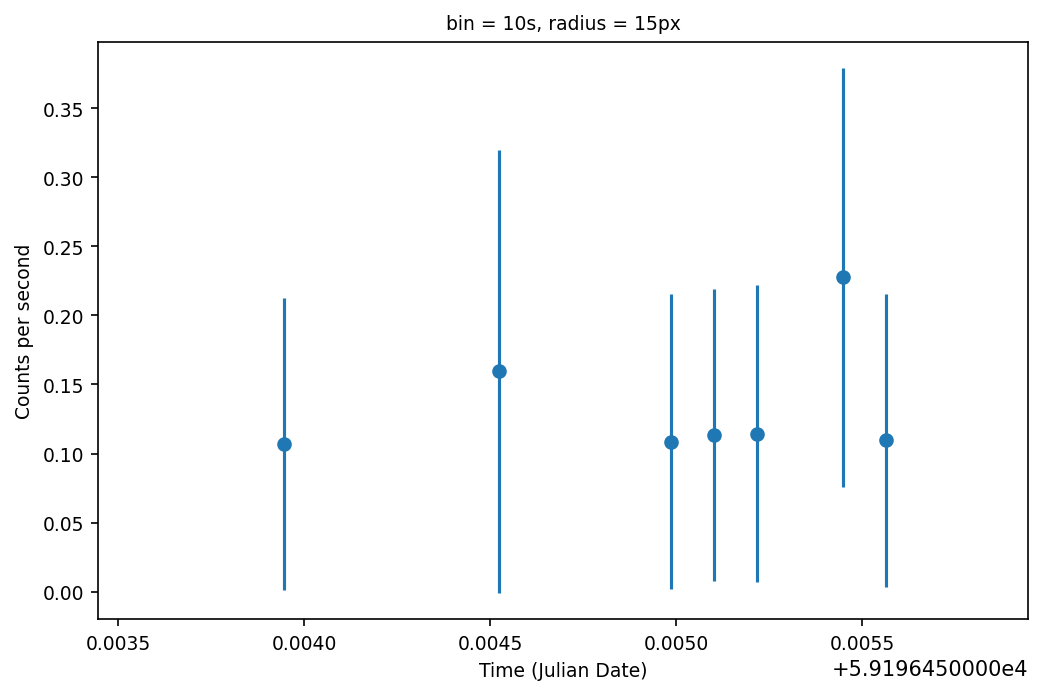 bin = 10s, radius = 15px
Counts per second
0.35
0.30
0.25
0.20
0.15
0.10
0.05
0.00
0.0035 0.0040 0.0045 0.0050 0.0055
Time (Julian Date)
+5.9196450000e4